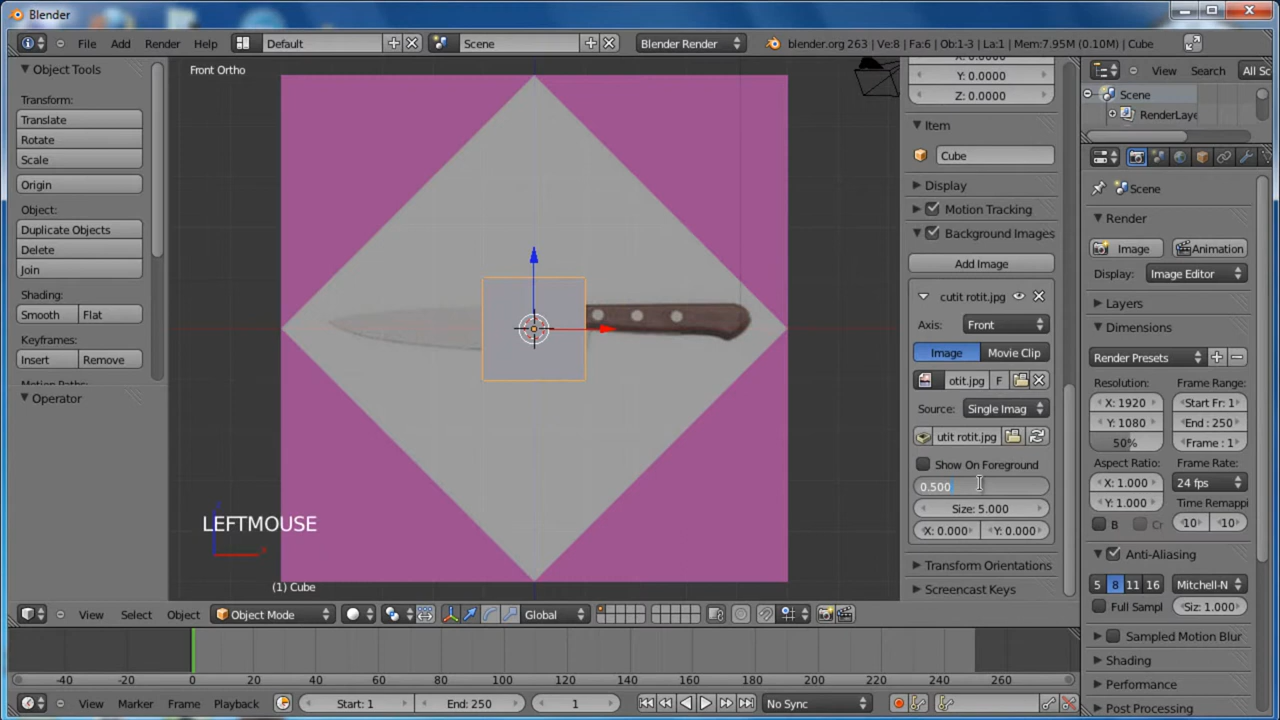 Blender
File Add Render Help Default Scene Blender Render blender.org 263 | Ve:8 | Fa:6 | Ob:1-3 | La:1 | Mem:7.95M (0.10M) | Cube
Object Tools
Transform:
Translate
Rotate
Scale
Origin
Object:
Duplicate Objects
Delete
Join
Shading:
Smooth Flat
Keyframes:
Insert Remove
Operator
Front Ortho
LEFTMOUSE
(1) Cube
Y: 0.0000
Z: 0.0000
Item
Cube
Display
Motion Tracking
Background Images
Add Image
cutit rotit.jpg
Axis: Front
Image Movie Clip
otit.jpg F
Source: Single Imag
utit rotit.jpg
Show On Foreground
0.500
Size: 5.000
X: 0.000 Y: 0.000
Transform Orientations
Screencast Keys
View Search All Sc
Scene
RenderLaye
Scene
Render
Image Animation
Display: Image Editor
Layers
Dimensions
Render Presets
Resolution: Frame Range:
X: 1920 Start Fr: 1
Y: 1080 End : 250
50% Frame : 1
Aspect Ratio: Frame Rate:
X: 1.000 24 fps
Y: 1.000 Time Remappi
B Cr -10 -10
Anti-Aliasing
5 8 11 16 Mitchell-N
Full Sampl Siz: 1.000
Sampled Motion Blur
Shading
Performance
Post Processing
View Select Object Object Mode Global
-40 -20 0 20 40 60 80 100 120 140 160 180 200 220 240 260
View Marker Frame Playback Start: 1 End: 250 1 No Sync